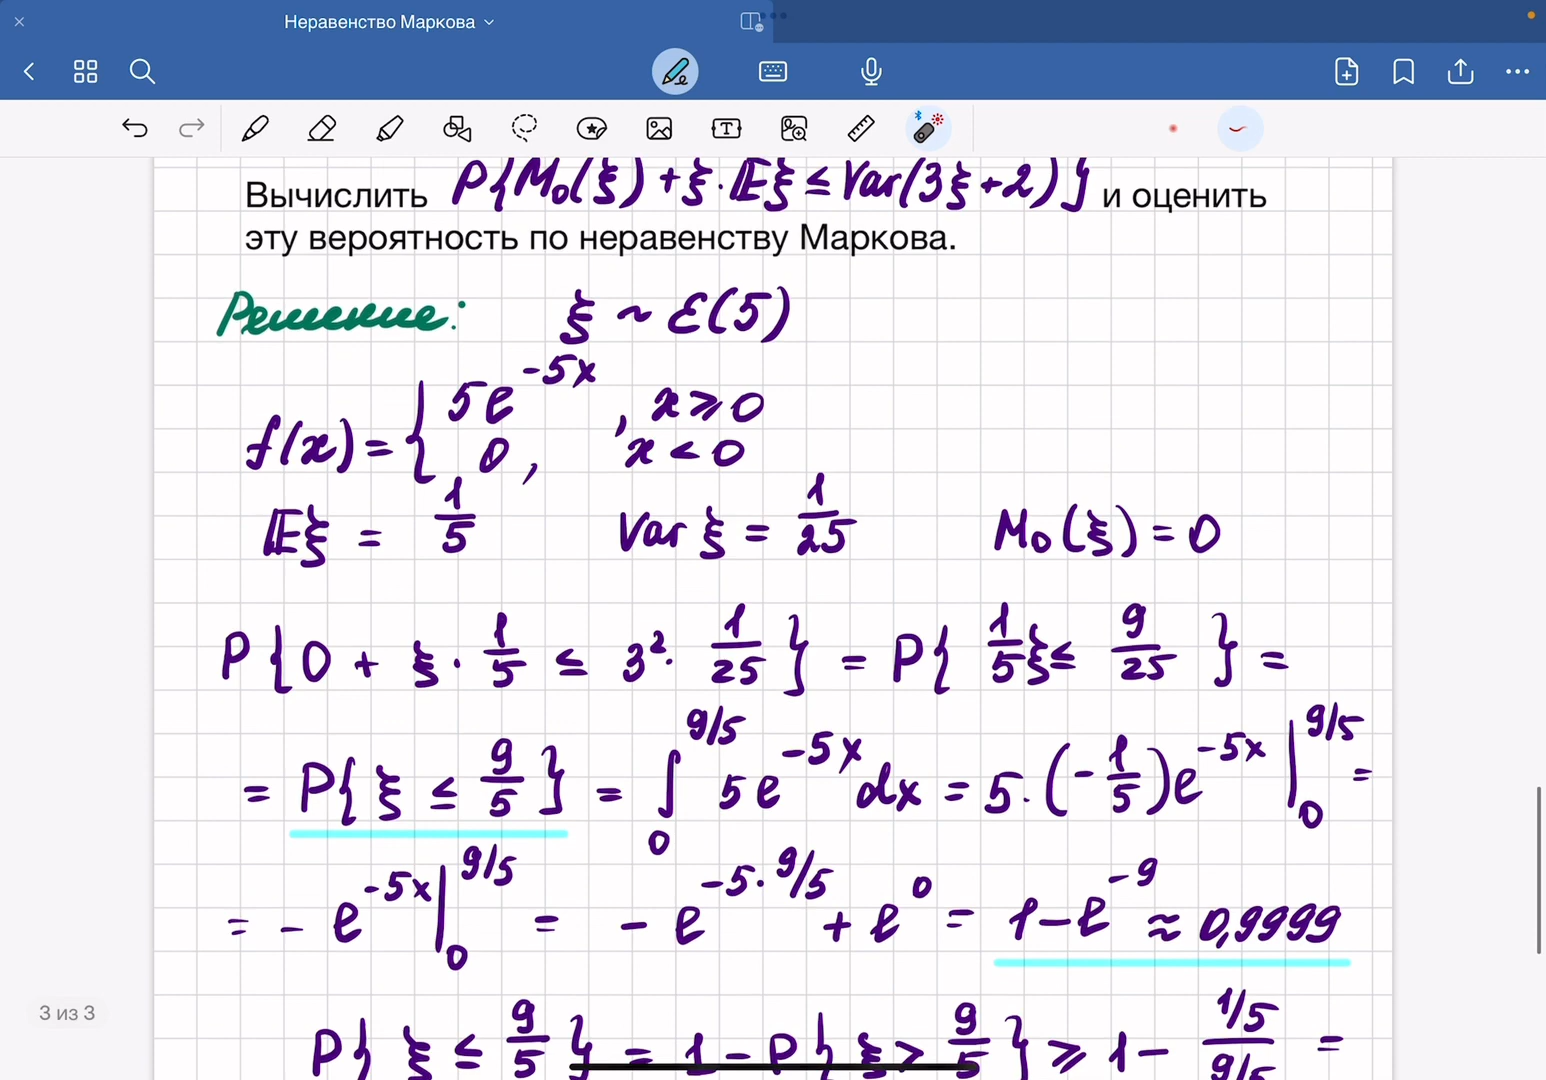 Неравенство Маркова
Вычислить P{Mo(ξ) + ξ · 𝔼ξ ≤ Var(3ξ+2)} и оценить
эту вероятность по неравенству Маркова.
Решение: ξ ~ Ɛ(5)
f(x) = { 5e^{-5x}, x ≥ 0
0, x < 0
𝔼ξ = 1/5 Var ξ = 1/25 Mo(ξ) = 0
P{0 + ξ · 1/5 ≤ 3² · 1/25} = P{1/5 ξ ≤ 9/25} =
= P{ξ ≤ 9/5} = ∫_0^{9/5} 5e^{-5x} dx = 5 · (-1/5) e^{-5x} |_0^{9/5} =
= - e^{-5x} |_0^{9/5} = - e^{-5 · 9/5} + e^0 = 1 - e^{-9} ≈ 0,9999
P{ξ ≤ 9/5} = 1 - P{ξ > 9/5} ≥ 1 - (1/5)/(9/5) =
3 из 3